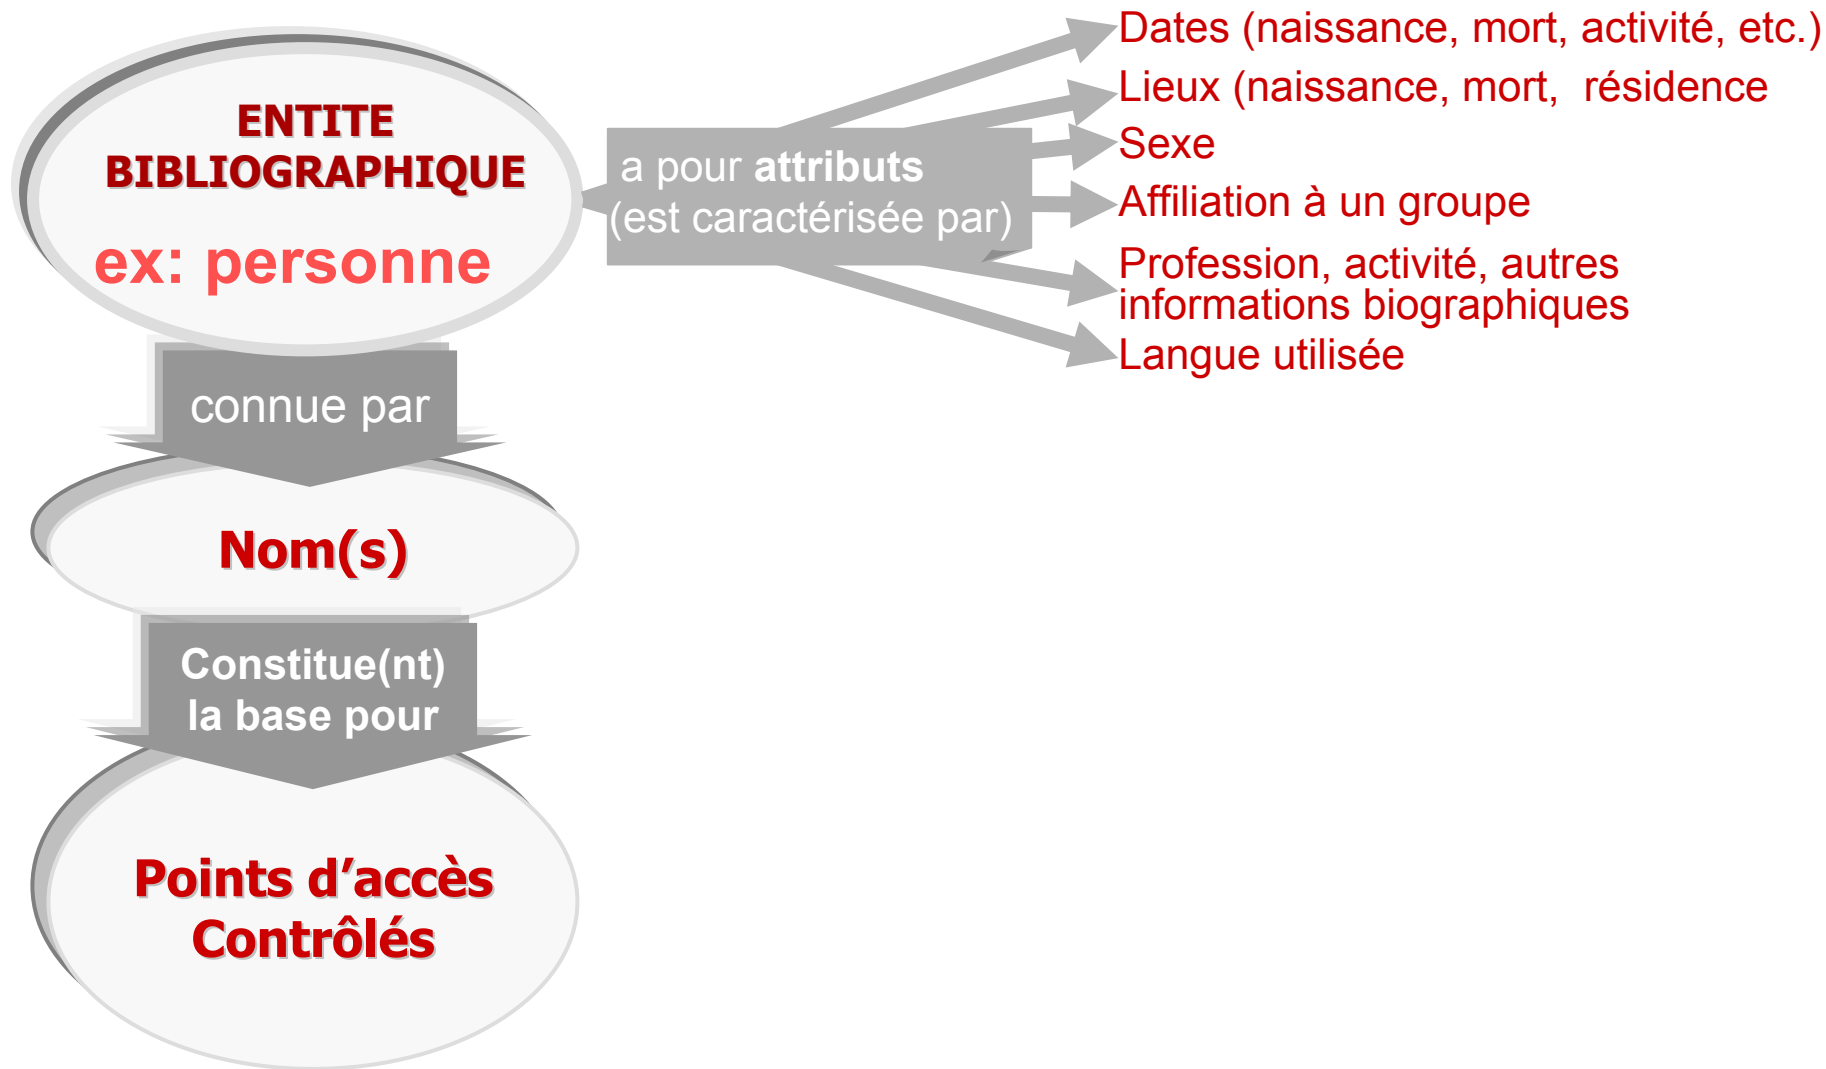 ENTITE
BIBLIOGRAPHIQUE
ex: personne
a pour attributs
(est caractérisée par)
Dates (naissance, mort, activité, etc.)
Lieux (naissance, mort, résidence
Sexe
Affiliation à un groupe
Profession, activité, autres
informations biographiques
Langue utilisée
connue par
Nom(s)
Constitue(nt)
la base pour
Points d’accès
Contrôlés